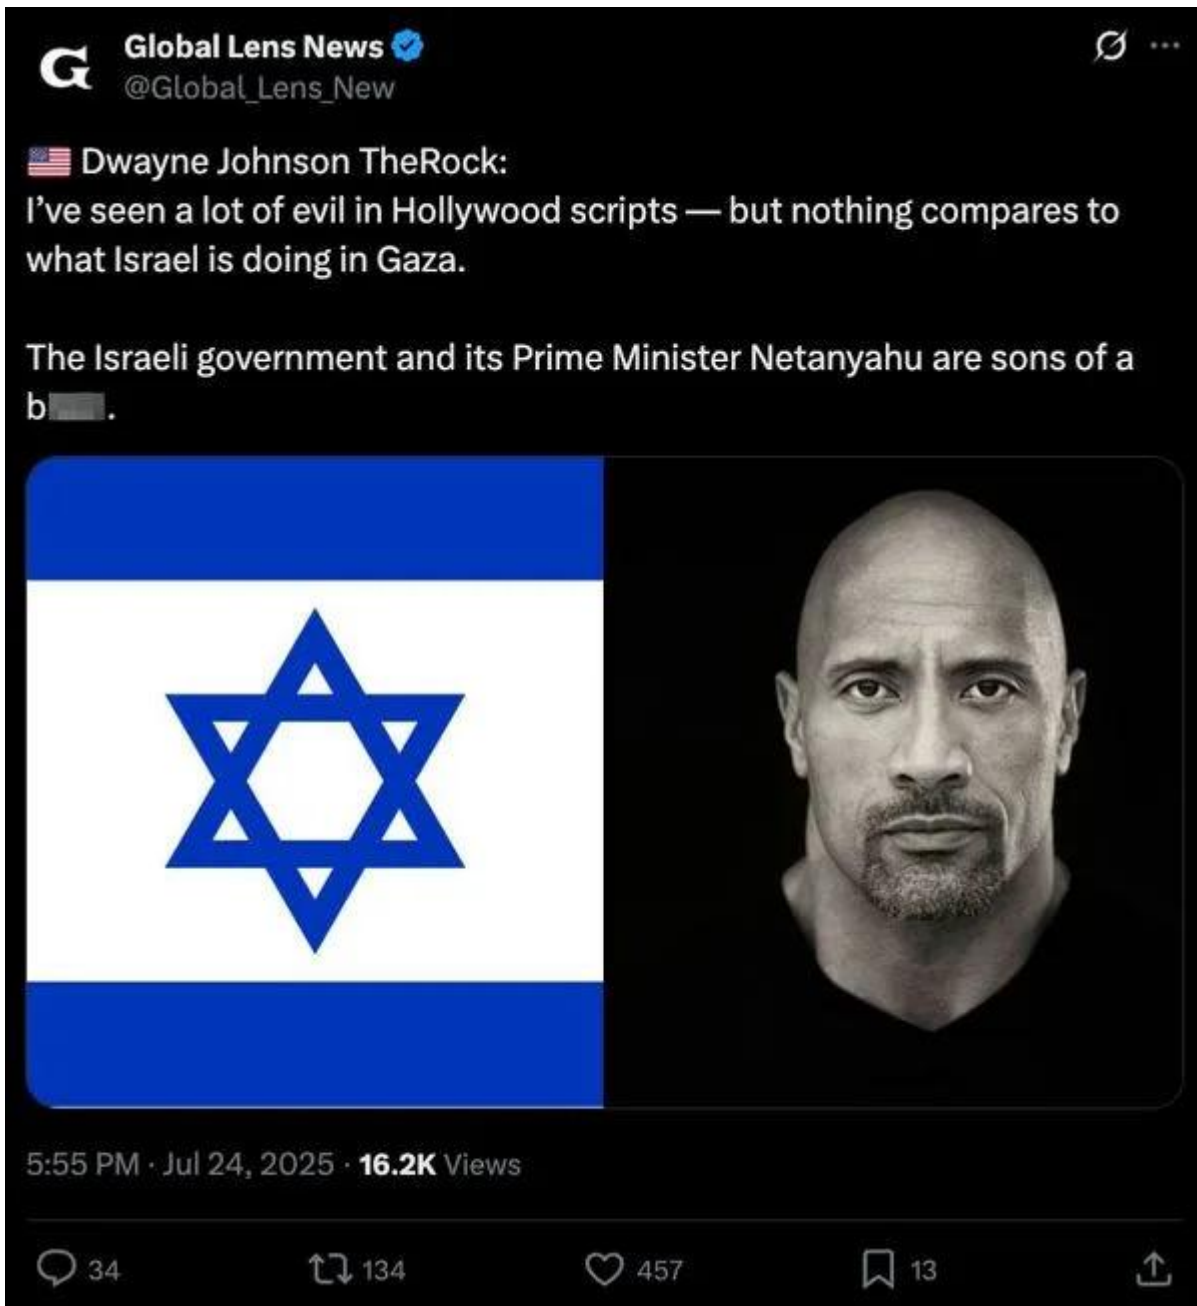 Global Lens News
@Global_Lens_New
Dwayne Johnson TheRock:
I’ve seen a lot of evil in Hollywood scripts — but nothing compares to
what Israel is doing in Gaza.
The Israeli government and its Prime Minister Netanyahu are sons of a
b .
5:55 PM · Jul 24, 2025 · 16.2K Views
34 134 457 13